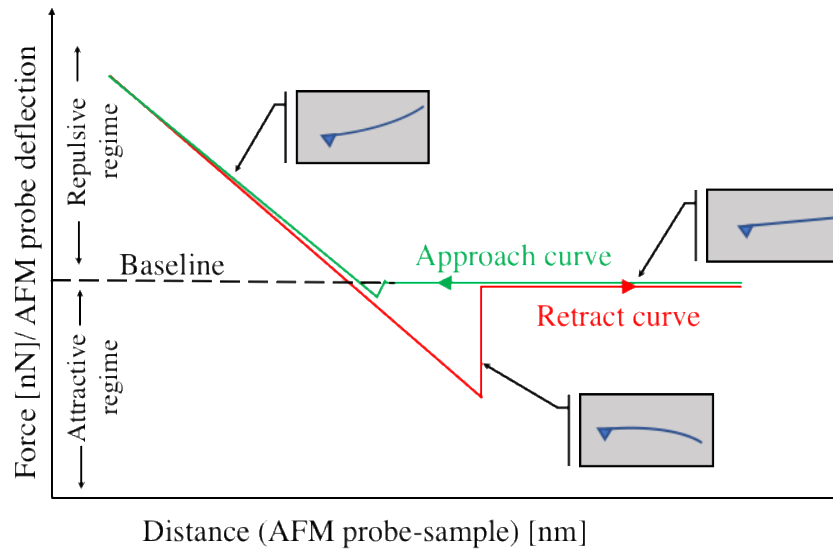 Force [nN]/ AFM probe deflection
Repulsive
regime
Attractive
regime
Baseline
Approach curve
Retract curve
Distance (AFM probe-sample) [nm]